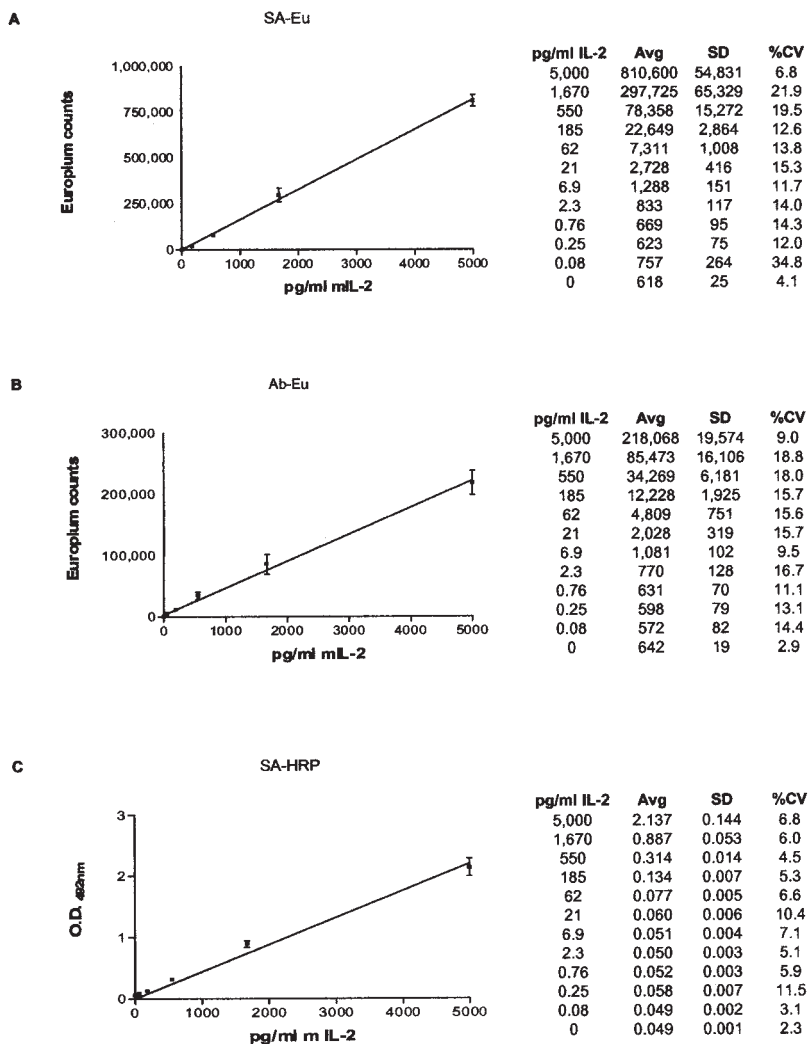 A
SA-Eu
1,000,000
750,000
500,000
250,000
0
Europium counts
0 1000 2000 3000 4000 5000
pg/ml mIL-2
pg/ml IL-2 Avg SD %CV
5,000 810,600 54,831 6.8
1,670 297,725 65,329 21.9
550 78,358 15,272 19.5
185 22,649 2,864 12.6
62 7,311 1,008 13.8
21 2,728 416 15.3
6.9 1,288 151 11.7
2.3 833 117 14.0
0.76 669 95 14.3
0.25 623 75 12.0
0.08 757 264 34.8
0 618 25 4.1
B
Ab-Eu
300,000
200,000
100,000
0
Europium counts
0 1000 2000 3000 4000 5000
pg/ml mIL-2
pg/ml IL-2 Avg SD %CV
5,000 218,068 19,574 9.0
1,670 85,473 16,106 18.8
550 34,269 6,181 18.0
185 12,228 1,925 15.7
62 4,809 751 15.6
21 2,028 319 15.7
6.9 1,081 102 9.5
2.3 770 128 16.7
0.76 631 70 11.1
0.25 598 79 13.1
0.08 572 82 14.4
0 642 19 2.9
C
SA-HRP
3
2
1
0
O.D. 492nm
0 1000 2000 3000 4000 5000
pg/ml m IL-2
pg/ml IL-2 Avg SD %CV
5,000 2.137 0.144 6.8
1,670 0.887 0.053 6.0
550 0.314 0.014 4.5
185 0.134 0.007 5.3
62 0.077 0.005 6.6
21 0.060 0.006 10.4
6.9 0.051 0.004 7.1
2.3 0.050 0.003 5.1
0.76 0.052 0.003 5.9
0.25 0.058 0.007 11.5
0.08 0.049 0.002 3.1
0 0.049 0.001 2.3